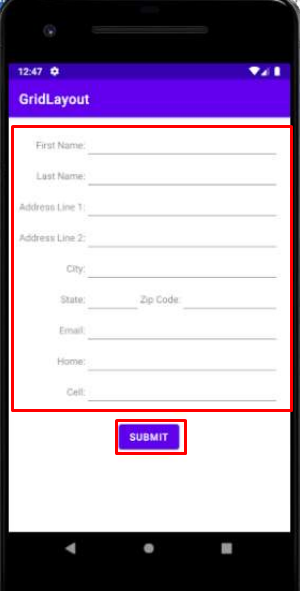 12:47
GridLayout
First Name:
Last Name:
Address Line 1:
Address Line 2:
City:
State: Zip Code:
Email:
Home:
Cell:
SUBMIT